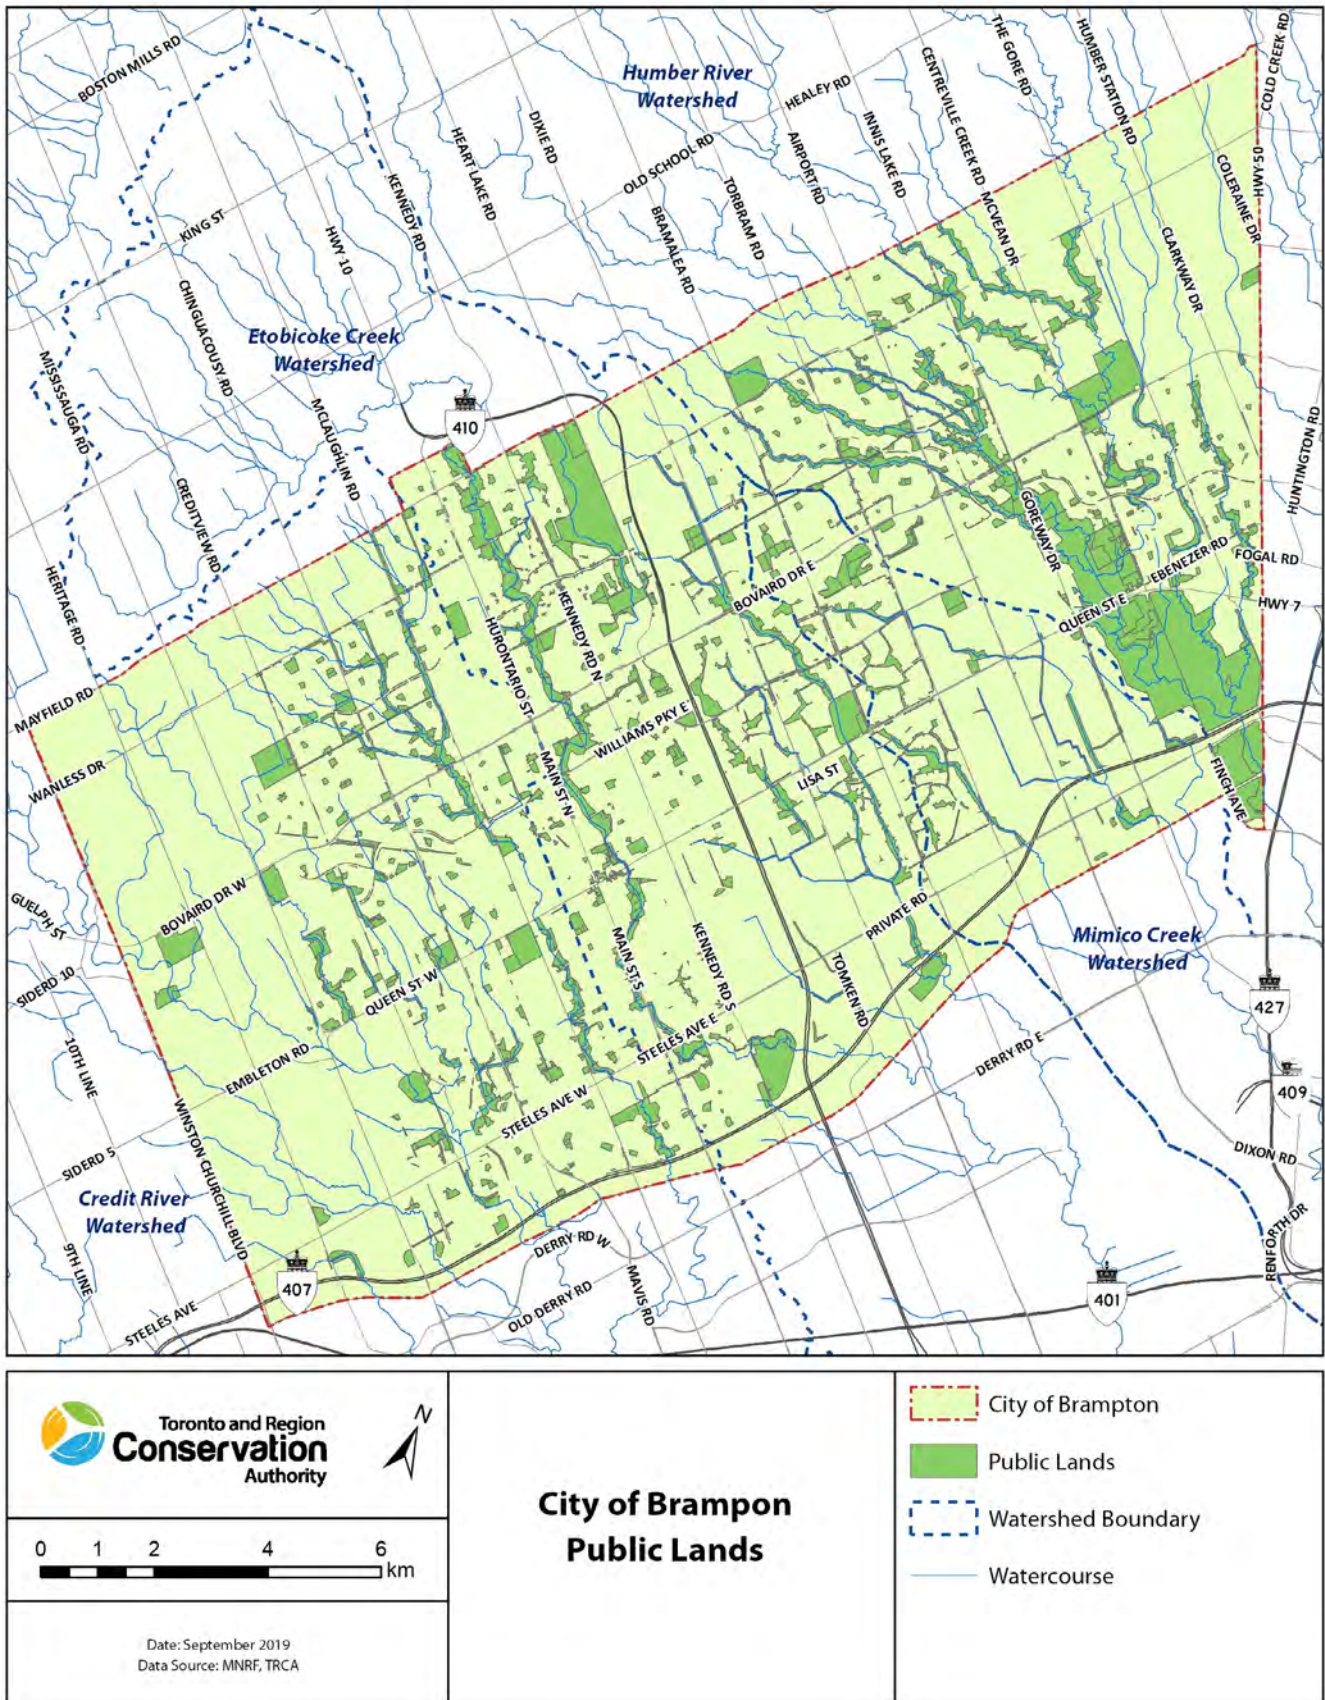 BOSTON MILLS RD
Humber River
Watershed
HEALEY RD
OLD SCHOOL RD
KING ST
HWY 10
KENNEDY RD
HEART LAKE RD
DIXIE RD
BRAMALEA RD
TORBRAM RD
AIRPORT RD
INNIS LAKE RD
CENTREVILLE CREEK RD
MCVEAN DR
THE GORE RD
HUMBER STATION RD
CLARKWAY DR
COLERAINE DR
HWY 50
COLD CREEK RD
Etobicoke Creek
Watershed
410
CHINGUACOUSY RD
MISSISSAUGA RD
MCLAUGHLIN RD
CREDITVIEW RD
HERITAGE RD
HUNTINGTON RD
GOREWAY DR
EBENEZER RD
FOGAL RD
HWY 7
QUEEN ST E
BOVAIRD DR E
KENNEDY RD N
HURONTARIO ST
WILLIAMS PKY E
MAIN ST N
LISA ST
FINCH AVE
MAYFIELD RD
WANLESS DR
BOVAIRD DR W
GUELPH ST
SIDERD 10
10TH LINE
QUEEN ST W
EMBLETON RD
MAIN ST S
KENNEDY RD S
STEELES AVE E
STEELES AVE W
PRIVATE RD
TOMKEN RD
Mimico Creek
Watershed
427
409
DERRY RD E
DIXON RD
RENFORTH DR
401
SIDERD 5
Credit River
Watershed
WINSTON CHURCHILL BLVD
9TH LINE
407
STEELES AVE
DERRY RD W
OLD DERRY RD
MAVIS RD
Toronto and Region
Conservation
Authority
N
0 1 2 4 6
km
Date: September 2019
Data Source: MNRF, TRCA
City of Brampon
Public Lands
City of Brampton
Public Lands
Watershed Boundary
Watercourse